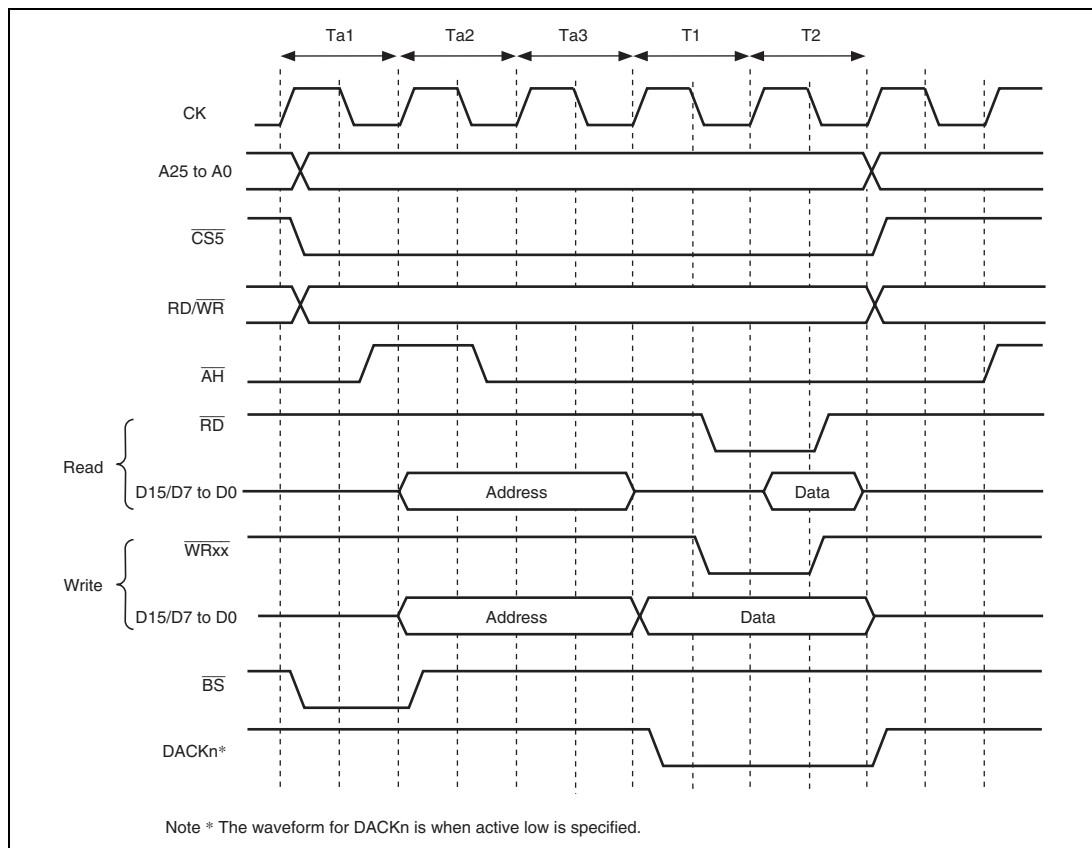 Ta1 Ta2 Ta3 T1 T2
CK
A25 to A0
CS5
RD/WR
AH
RD
Read
D15/D7 to D0 Address Data
WRxx
Write
D15/D7 to D0 Address Data
BS
DACKn*
Note * The waveform for DACKn is when active low is specified.